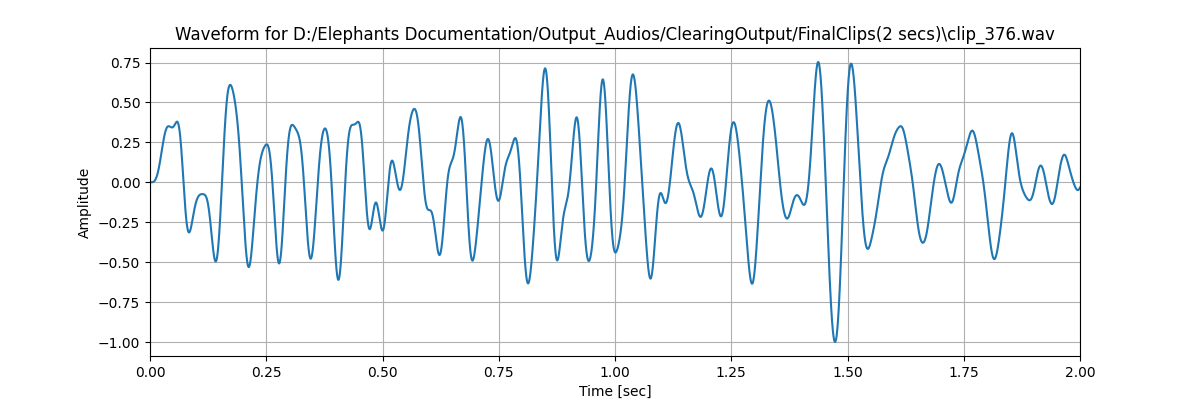 Waveform for D:/Elephants Documentation/Output_Audios/ClearingOutput/FinalClips(2 secs)\clip_376.wav
Amplitude
0.75
0.50
0.25
0.00
−0.25
−0.50
−0.75
−1.00
0.00 0.25 0.50 0.75 1.00 1.25 1.50 1.75 2.00
Time [sec]